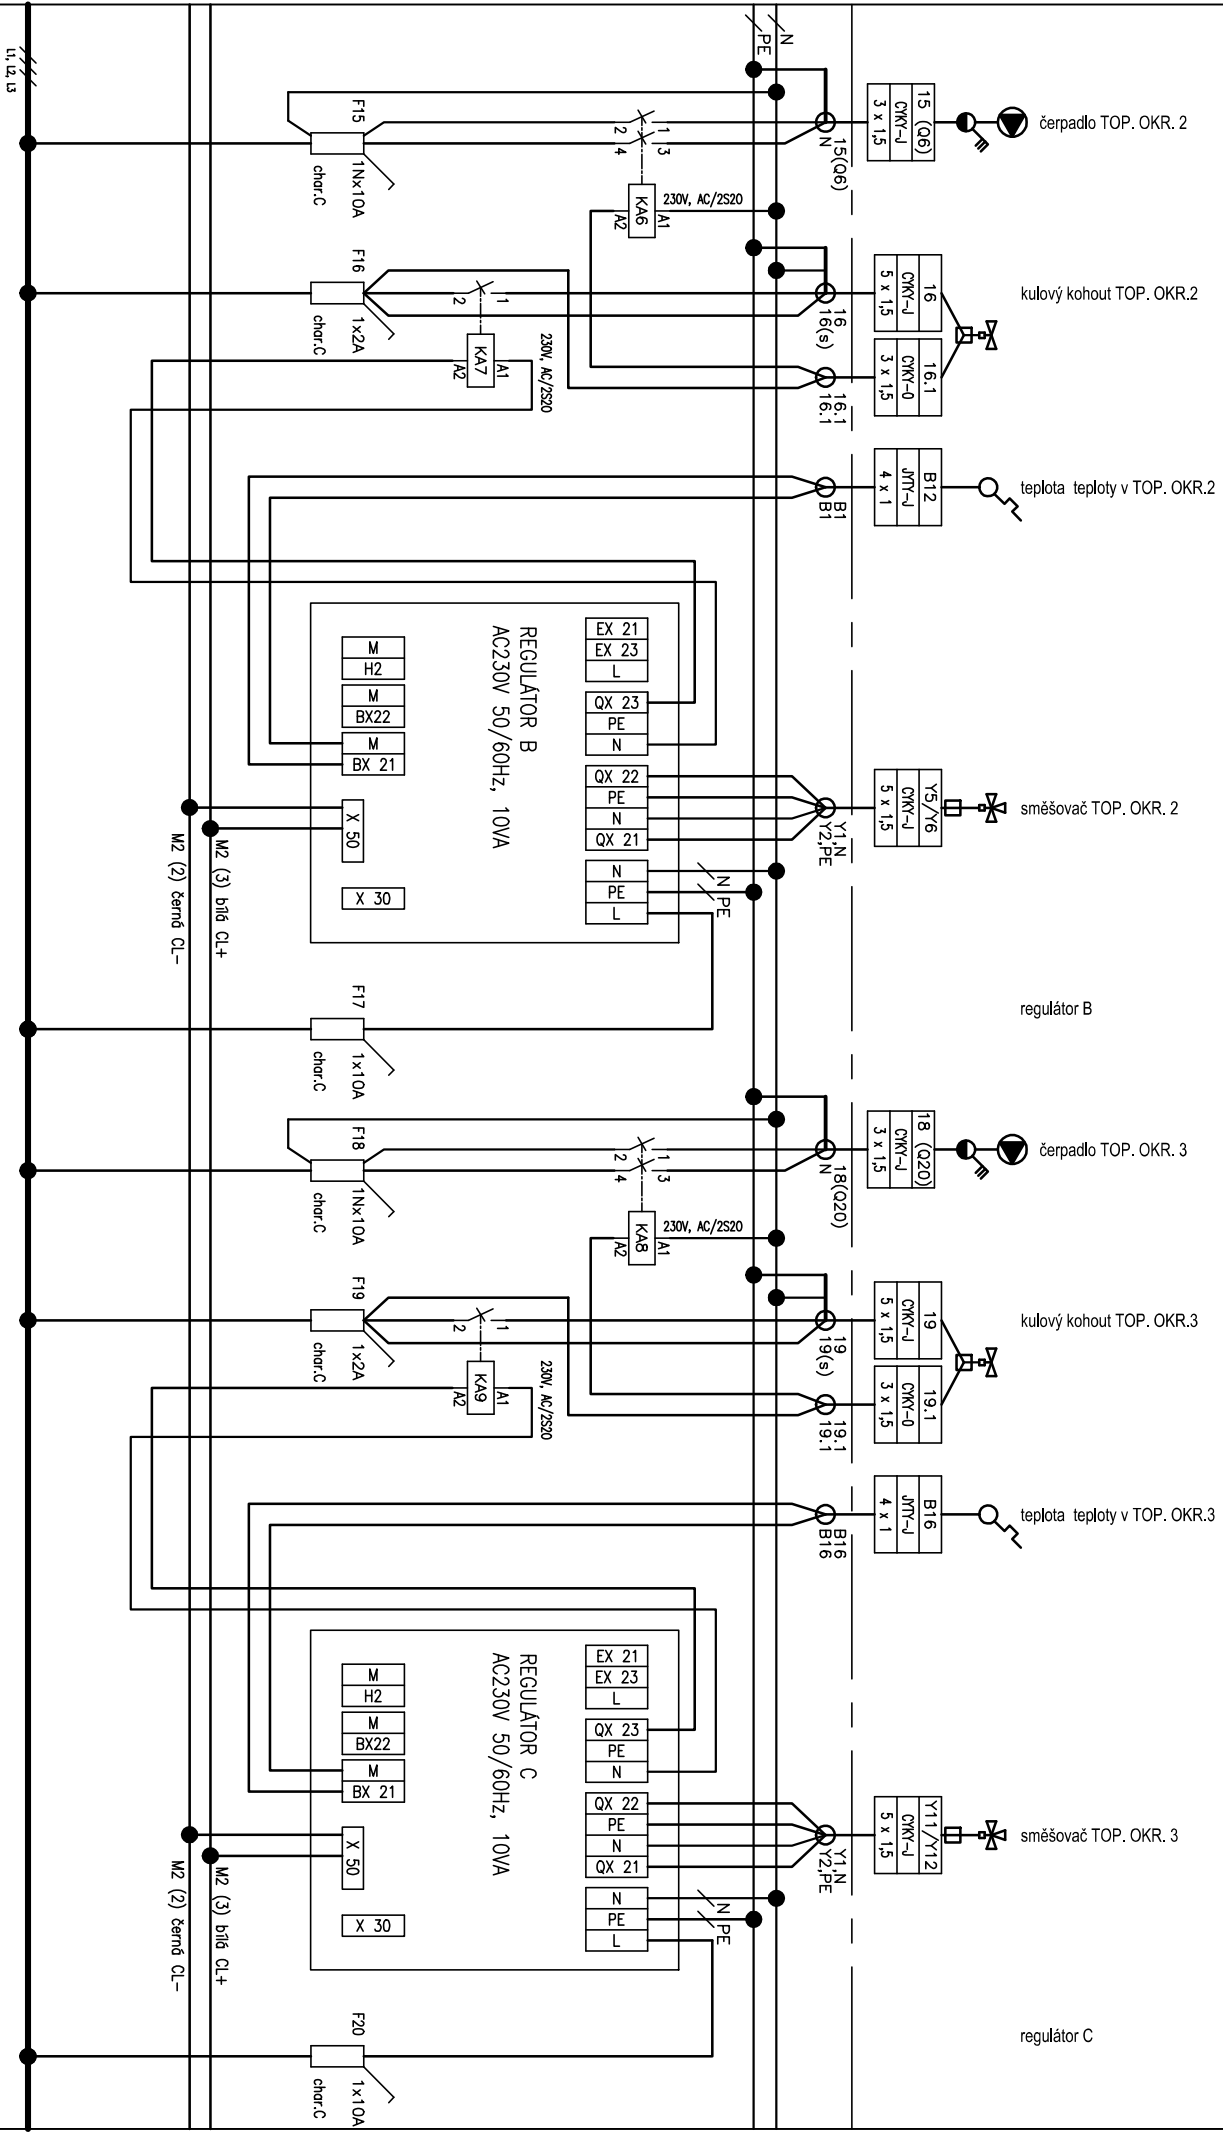 N
PE
L1, L2, L3
15 (Q6)
CYKY-J
3 x 1,5
čerpadlo TOP. OKR. 2
F15
1Nx10A
char.C
1
2
3
4
15(Q6)
N
KA6
A1
A2
230V, AC/2S20
16
CYKY-J
5 x 1,5
kulový kohout TOP. OKR.2
F16
1x2A
char.C
1
2
16
16(s)
KA7
A1
A2
230V, AC/2S20
16.1
CYKY-O
3 x 1,5
16.1
16.1
B12
JYTY-J
4 x 1
teplota  teploty v TOP. OKR.2
B1
B1
REGULÁTOR B
AC230V 50/60Hz, 10VA
EX 21
EX 23
L
QX 23
PE
N
QX 22
PE
N
QX 21
N
PE
L
M
H2
M
BX22
M
BX 21
X 50
X 30
N
PE
Y1,N
Y2,PE
Y5/Y6
CYKY-J
5 x 1,5
směšovač TOP. OKR. 2
M2 (3) bílá CL+
M2 (2) černá CL-
regulátor B
F17
1x10A
char.C
18 (Q20)
CYKY-J
3 x 1,5
čerpadlo TOP. OKR. 3
F18
1Nx10A
char.C
1
2
3
4
18(Q20)
N
KA8
A1
A2
230V, AC/2S20
19
CYKY-J
5 x 1,5
kulový kohout TOP. OKR.3
F19
1x2A
char.C
1
2
19
19(s)
KA9
A1
A2
230V, AC/2S20
19.1
CYKY-O
3 x 1,5
19.1
19.1
B16
JYTY-J
4 x 1
teplota  teploty v TOP. OKR.3
B16
B16
REGULÁTOR C
AC230V 50/60Hz, 10VA
EX 21
EX 23
L
QX 23
PE
N
QX 22
PE
N
QX 21
N
PE
L
M
H2
M
BX22
M
BX 21
X 50
X 30
N
PE
Y1,N
Y2,PE
Y11/Y12
CYKY-J
5 x 1,5
směšovač TOP. OKR. 3
M2 (3) bílá CL+
M2 (2) černá CL-
regulátor C
F20
1x10A
char.C